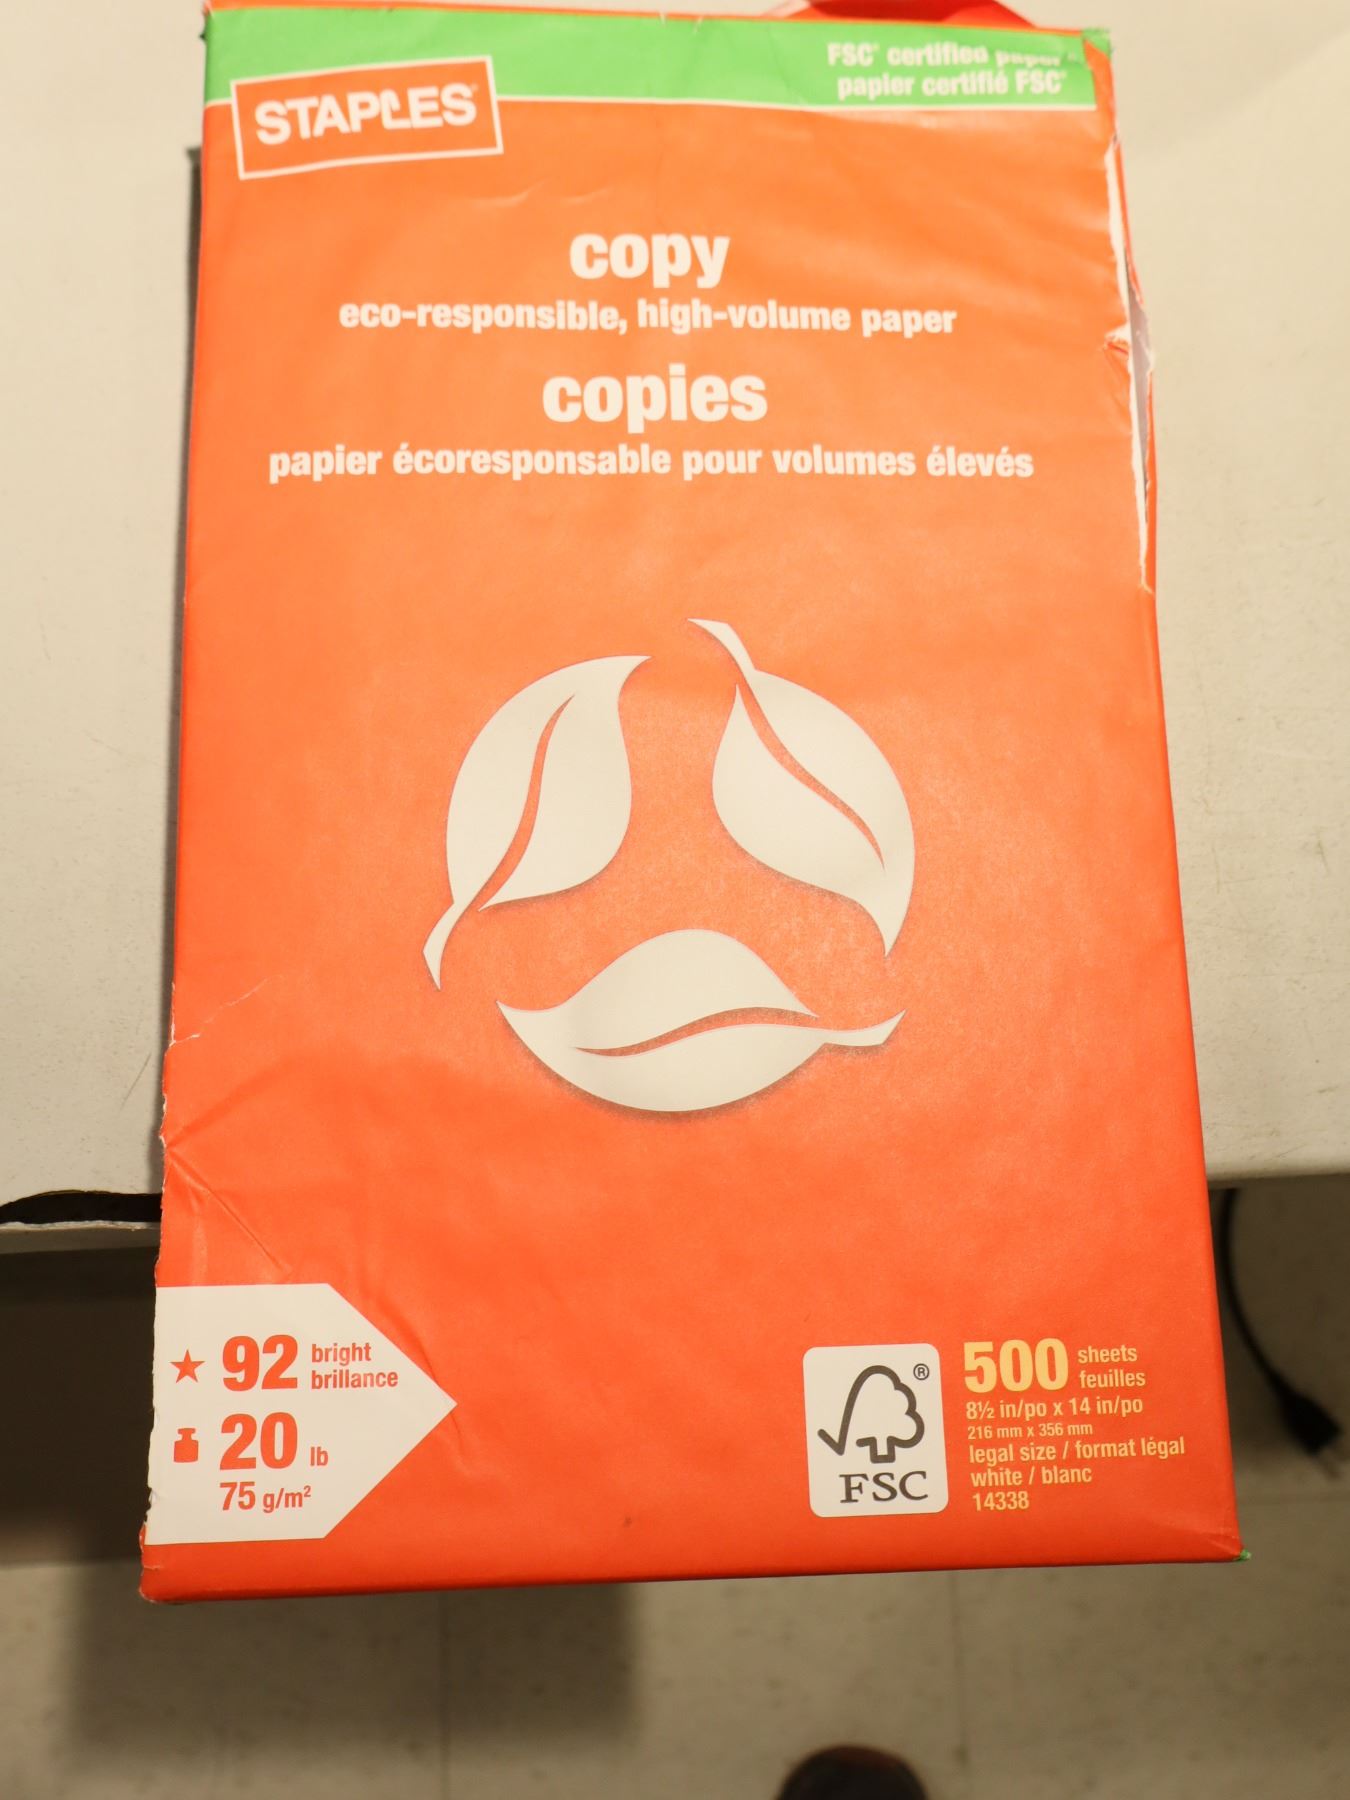 STAPLES
FSC® certified paper
papier certifié FSC®
copy
eco-responsible, high-volume paper
copies
papier écoresponsable pour volumes élevés
92 bright
brillance
20 lb
75 g/m²
®
FSC
500 sheets
feuilles
8½ in/po x 14 in/po
216 mm x 356 mm
legal size / format légal
white / blanc
14338